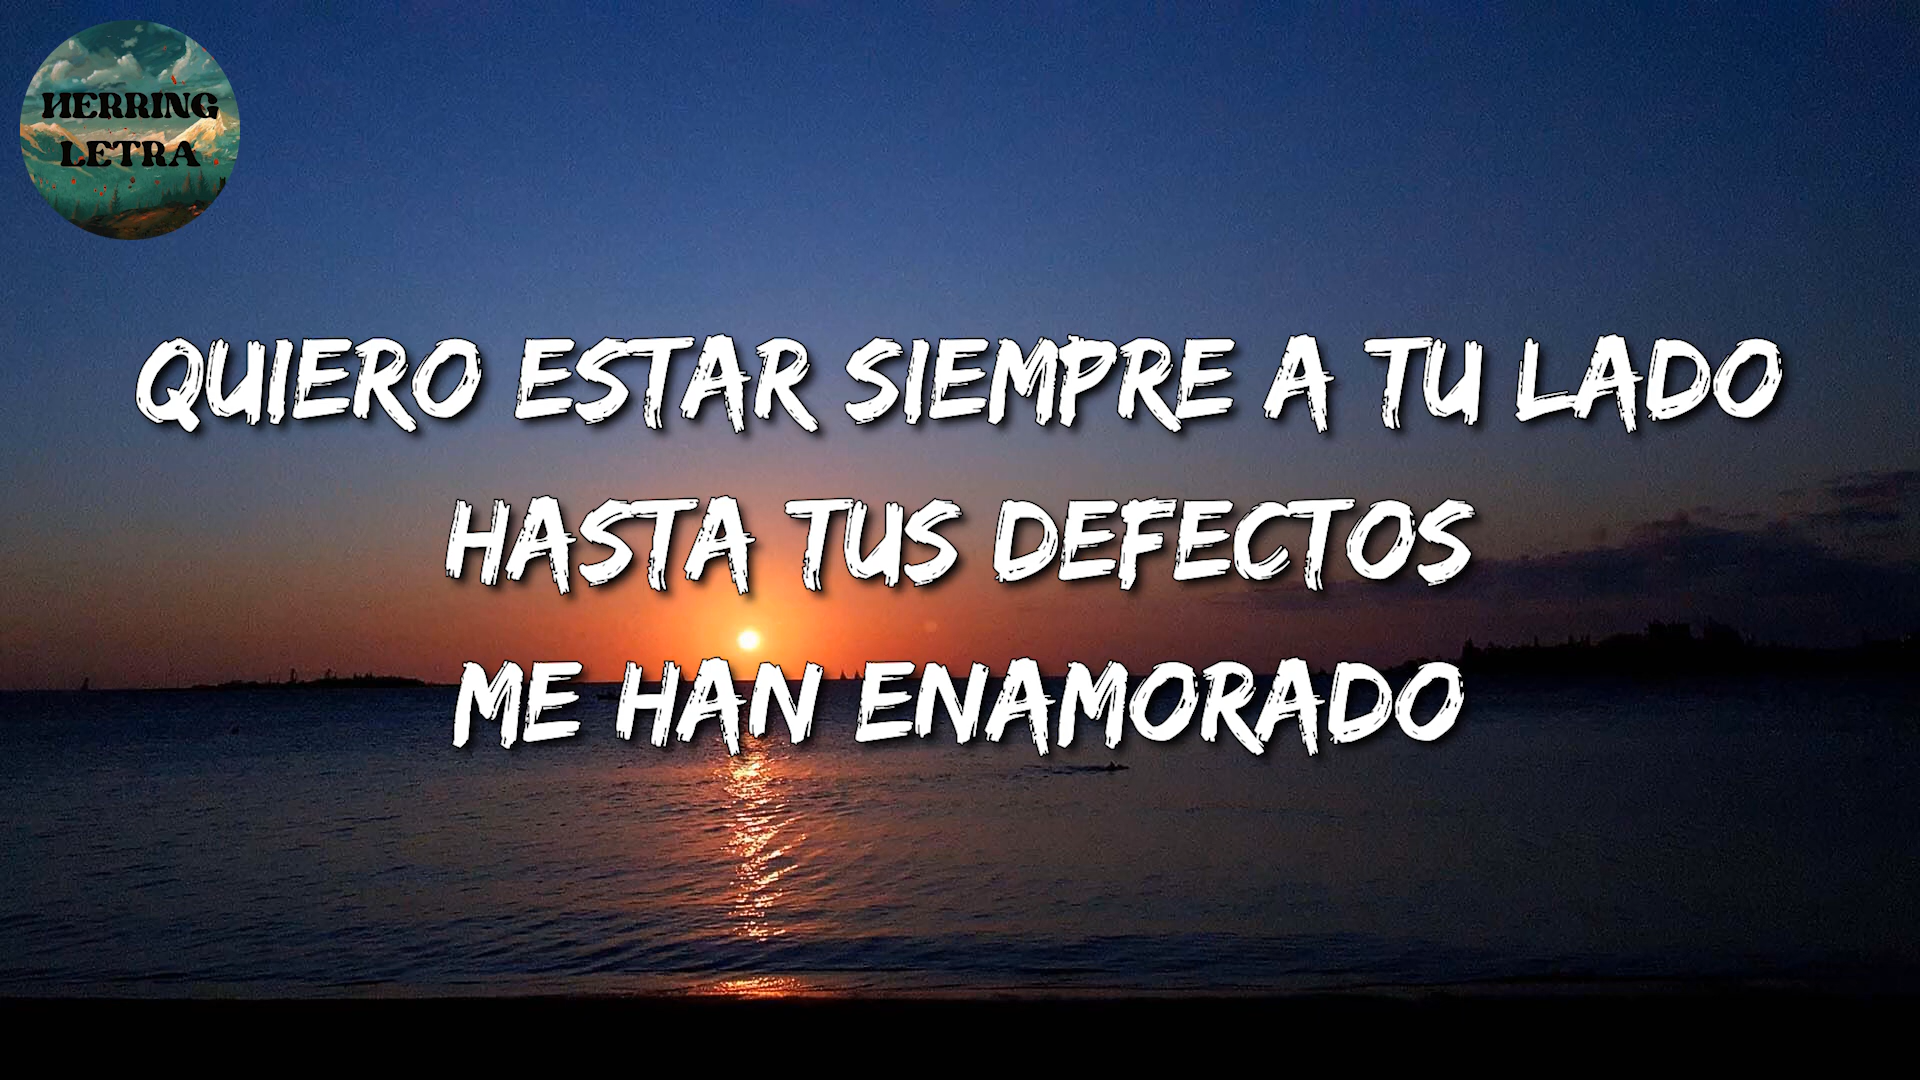 HERRING
LETRA
QUIERO ESTAR SIEMPRE A TU LADO
HASTA TUS DEFECTOS
ME HAN ENAMORADO